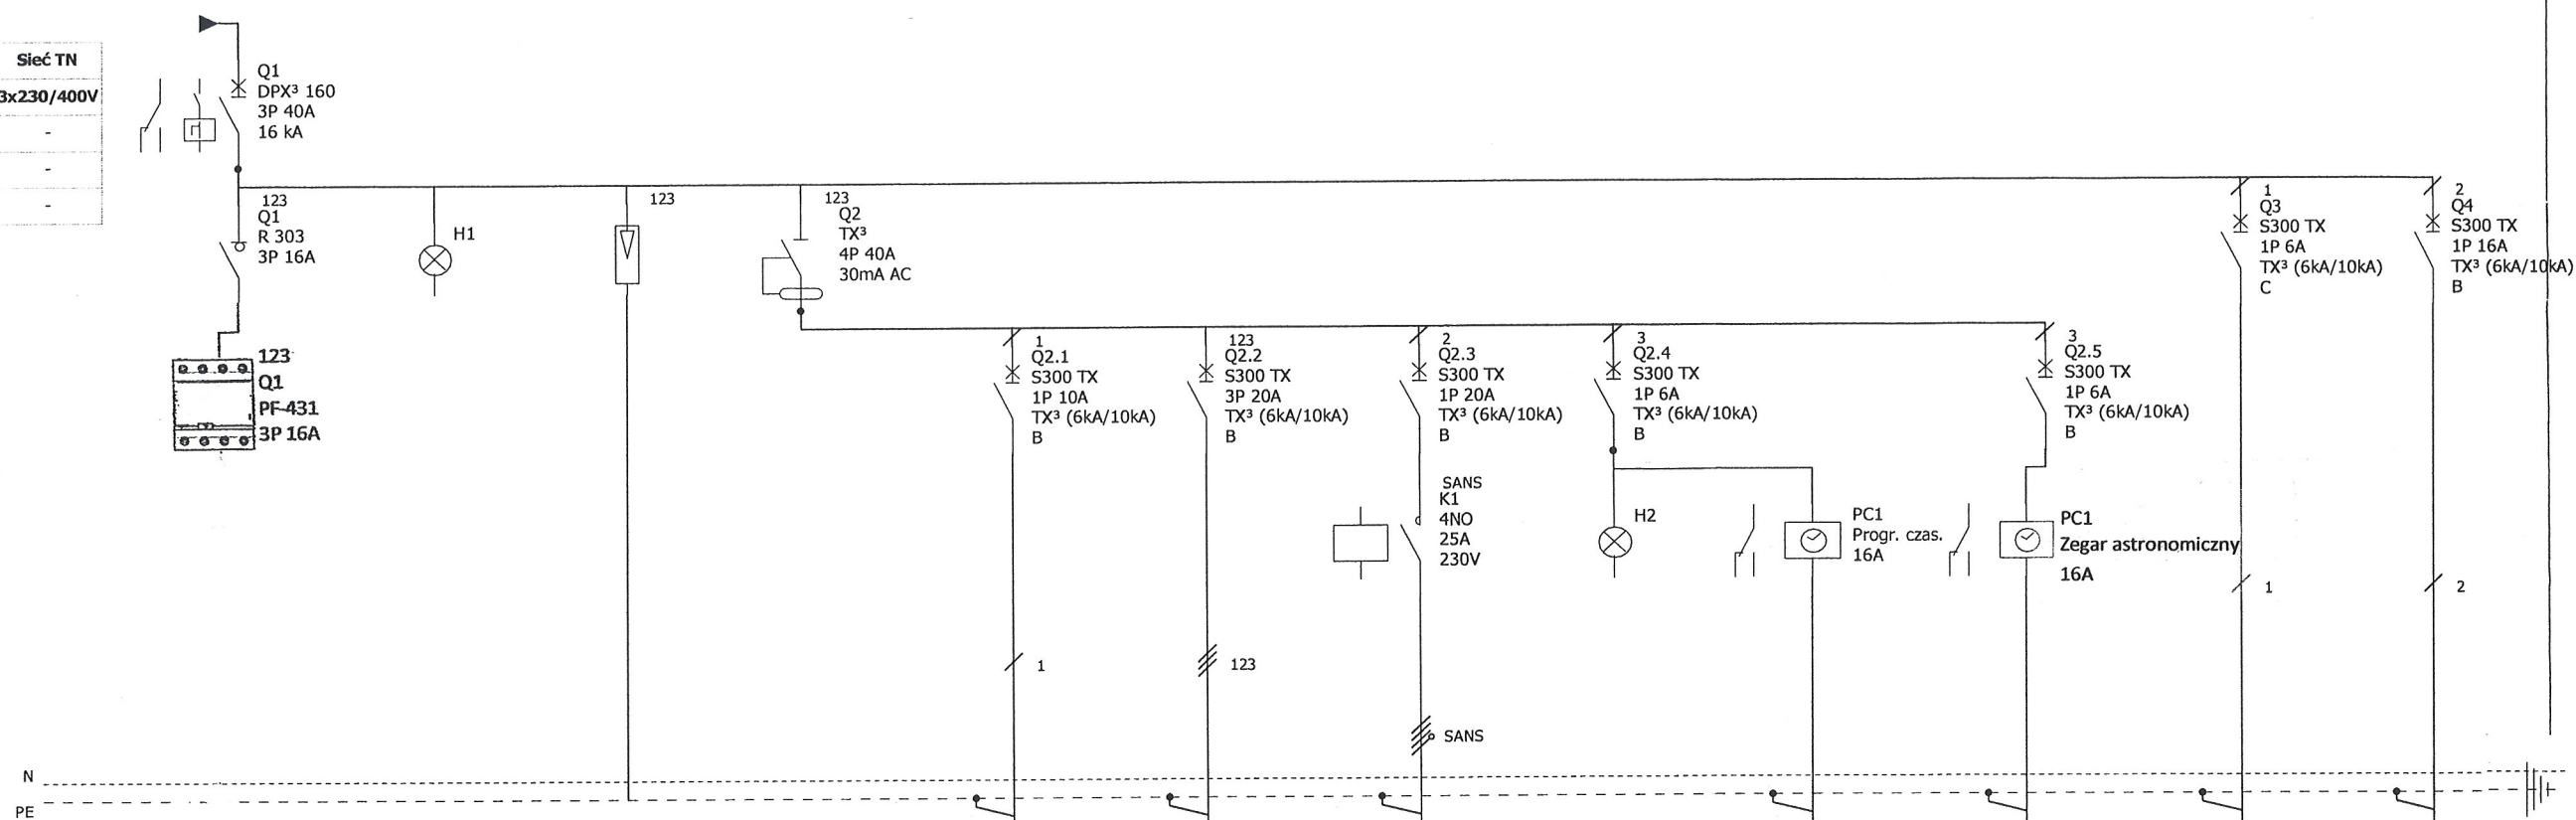 Sieć TN
3x230/400V
-
-
-
Q1
DPX³ 160
3P 40A
16 kA
123
Q1
R 303
3P 16A
123
Q1
PF-431
3P 16A
H1
123
123
Q2
TX³
4P 40A
30mA AC
1
Q2.1
S300 TX
1P 10A
TX³ (6kA/10kA)
B
1
123
Q2.2
S300 TX
3P 20A
TX³ (6kA/10kA)
B
123
2
Q2.3
S300 TX
1P 20A
TX³ (6kA/10kA)
B
SANS
K1
4NO
25A
230V
SANS
3
Q2.4
S300 TX
1P 6A
TX³ (6kA/10kA)
B
H2
PC1
Progr. czas.
16A
3
Q2.5
S300 TX
1P 6A
TX³ (6kA/10kA)
B
PC1
Zegar astronomiczny
16A
1
Q3
S300 TX
1P 6A
TX³ (6kA/10kA)
C
1
2
Q4
S300 TX
1P 16A
TX³ (6kA/10kA)
B
2
N
PE